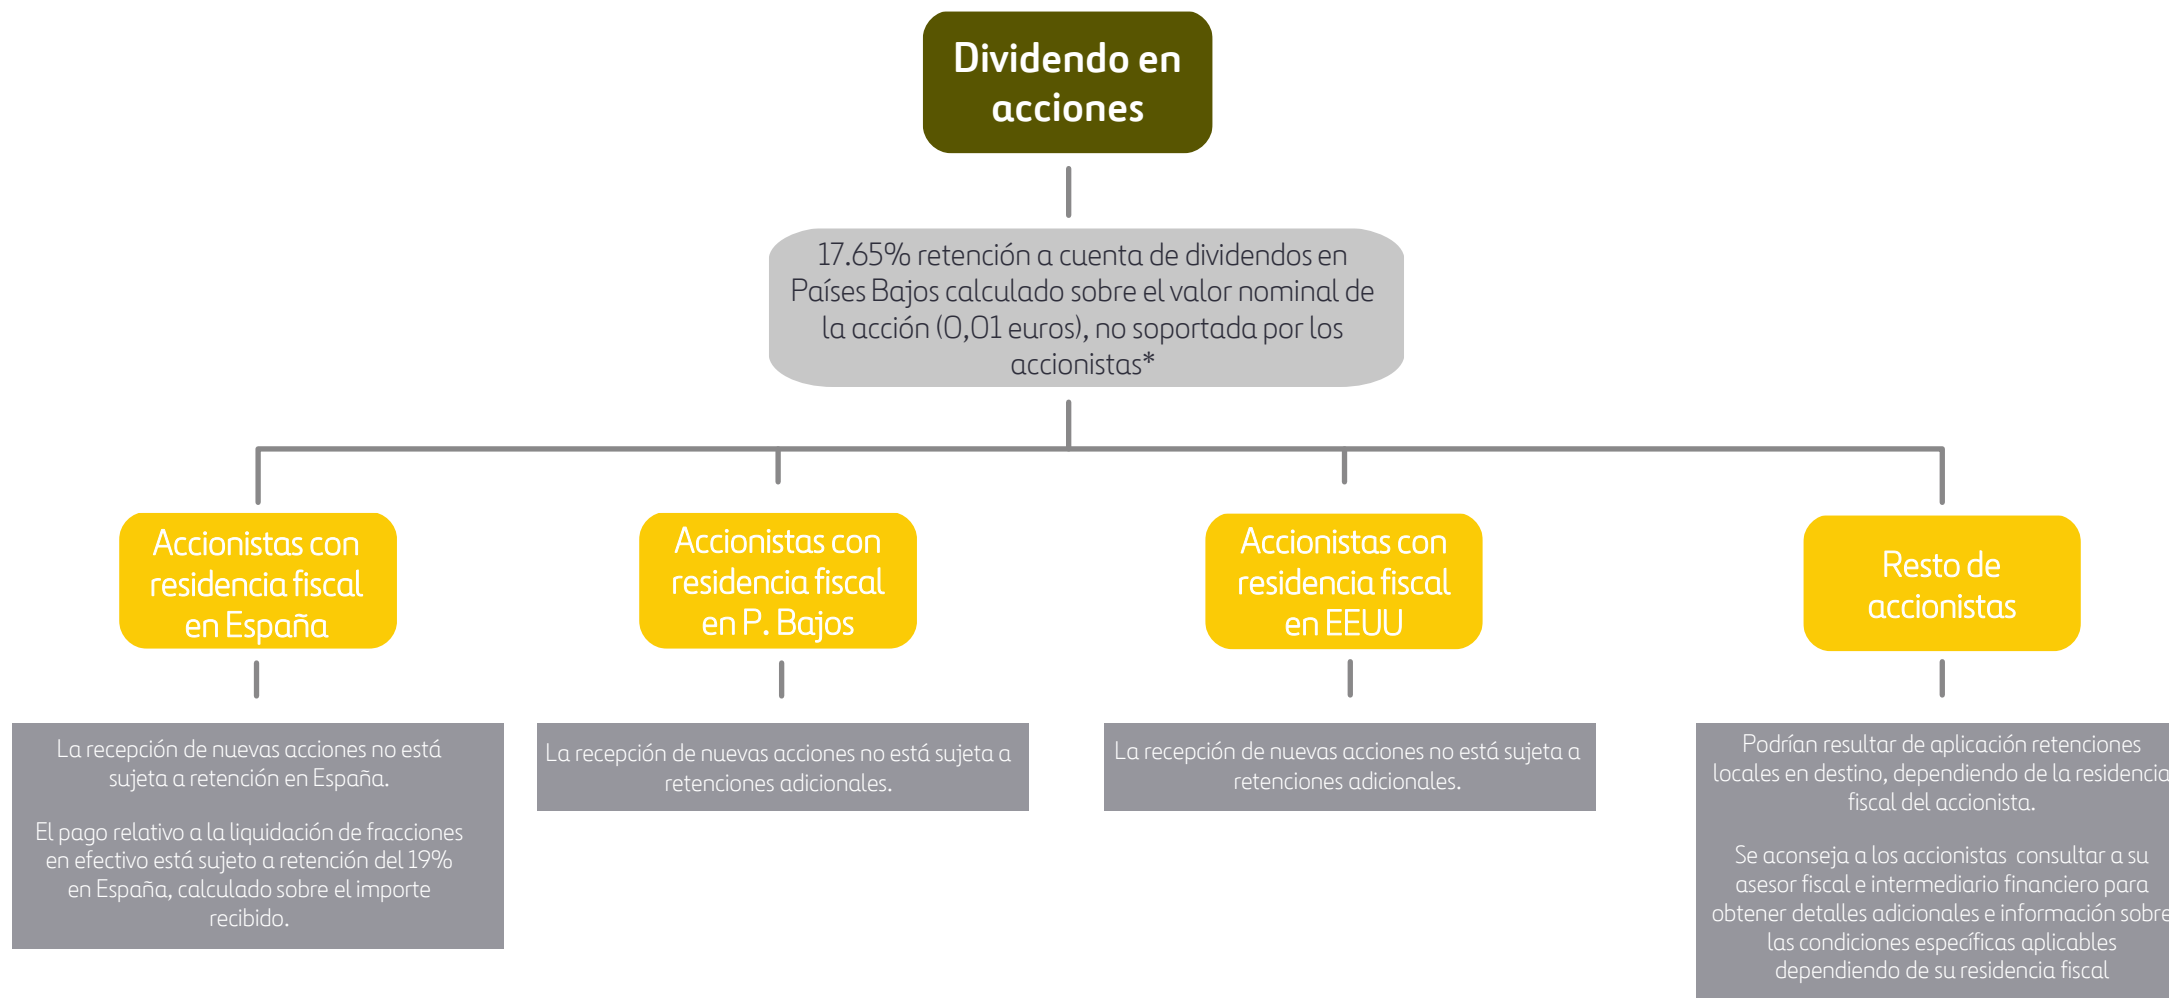 Dividendo en
acciones
17.65% retención a cuenta de dividendos en
Países Bajos calculado sobre el valor nominal de
la acción (0,01 euros), no soportada por los
accionistas*
Accionistas con
residencia fiscal
en España
Accionistas con
residencia fiscal
en P. Bajos
Accionistas con
residencia fiscal
en EEUU
Resto de
accionistas
La recepción de nuevas acciones no está
sujeta a retención en España.
El pago relativo a la liquidación de fracciones
en efectivo está sujeto a retención del 19%
en España, calculado sobre el importe
recibido.
La recepción de nuevas acciones no está sujeta a
retenciones adicionales.
La recepción de nuevas acciones no está sujeta a
retenciones adicionales.
Podrían resultar de aplicación retenciones
locales en destino, dependiendo de la residencia
fiscal del accionista.
Se aconseja a los accionistas consultar a su
asesor fiscal e intermediario financiero para
obtener detalles adicionales e información sobre
las condiciones específicas aplicables
dependiendo de su residencia fiscal